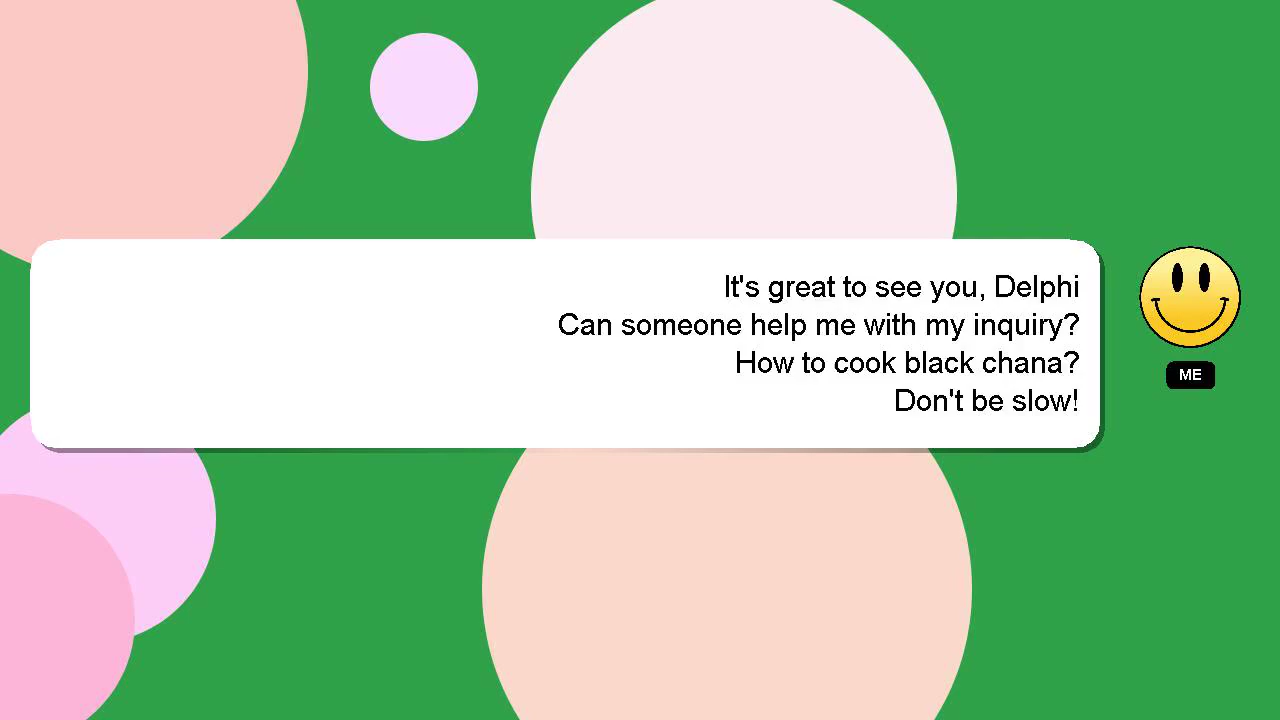 It's great to see you, Delphi
Can someone help me with my inquiry?
How to cook black chana?
Don't be slow!
ME